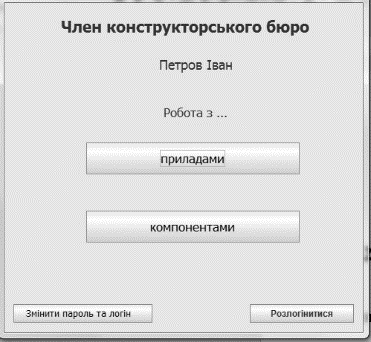 Член конструкторського бюро
Петров Іван
Робота з ...
приладами
компонентами
Змінити пароль та логін
Розлогінитися